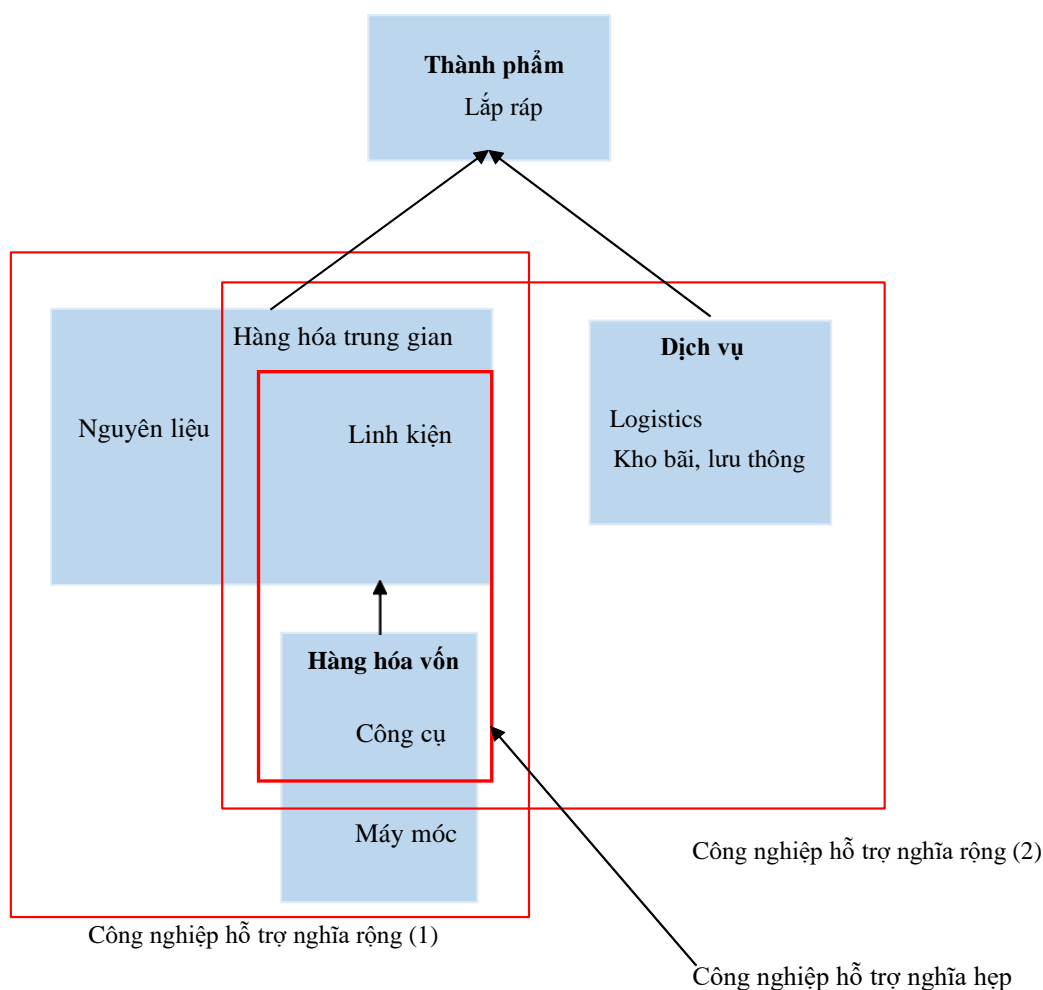 Thành phẩm
Lắp ráp
Hàng hóa trung gian
Nguyên liệu
Linh kiện
Dịch vụ
Logistics
Kho bãi, lưu thông
Hàng hóa vốn
Công cụ
Máy móc
Công nghiệp hỗ trợ nghĩa rộng (2)
Công nghiệp hỗ trợ nghĩa rộng (1)
Công nghiệp hỗ trợ nghĩa hẹp